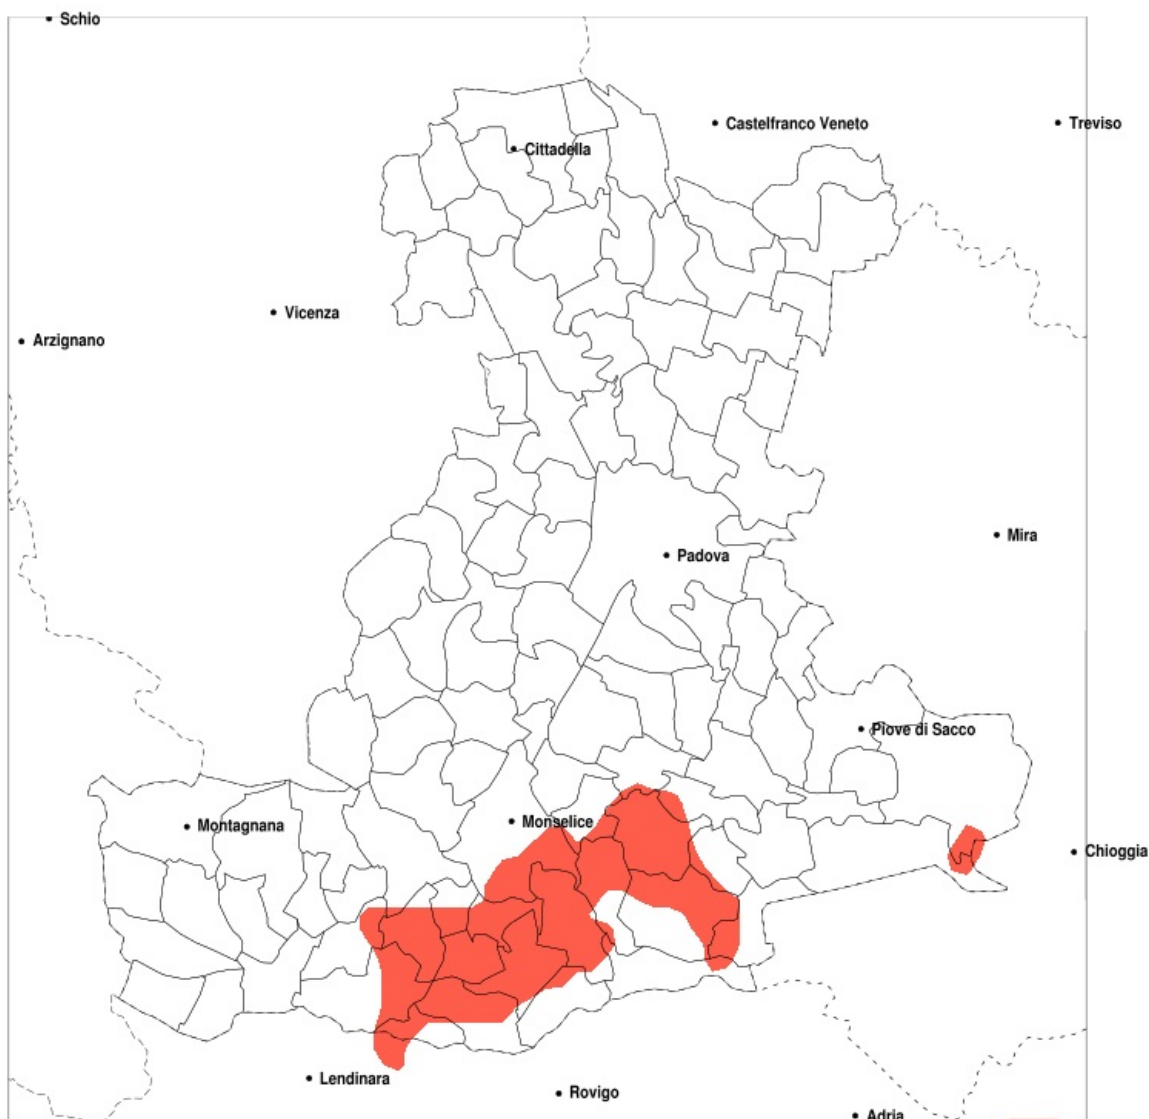 Schio
Castelfranco Veneto
Treviso
Cittadella
Vicenza
Arzignano
Mira
Padova
Piove di Sacco
Montagnana
Monselice
Chioggia
Lendinara
Rovigo
Adria